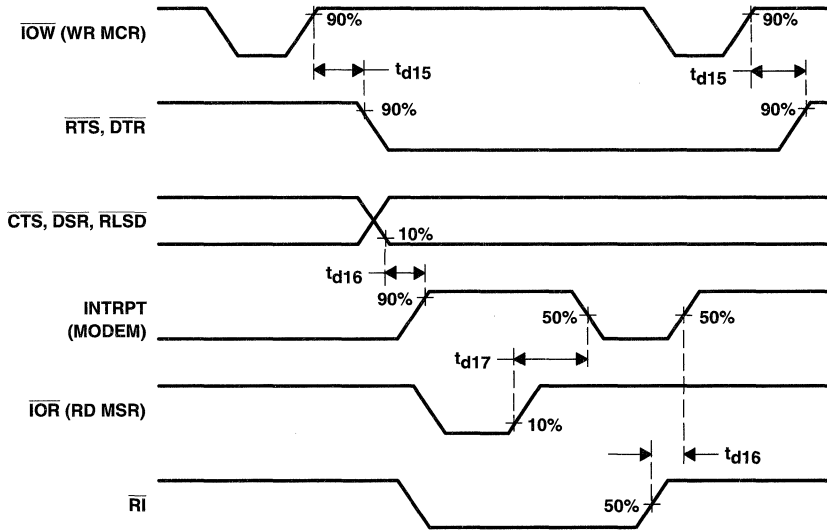 IOW (WR MCR)
90%
90%
td15
td15
RTS, DTR
90%
90%
CTS, DSR, RLSD
10%
td16
INTRPT
(MODEM)
90%
50%
50%
td17
IOR (RD MSR)
10%
td16
RI
50%